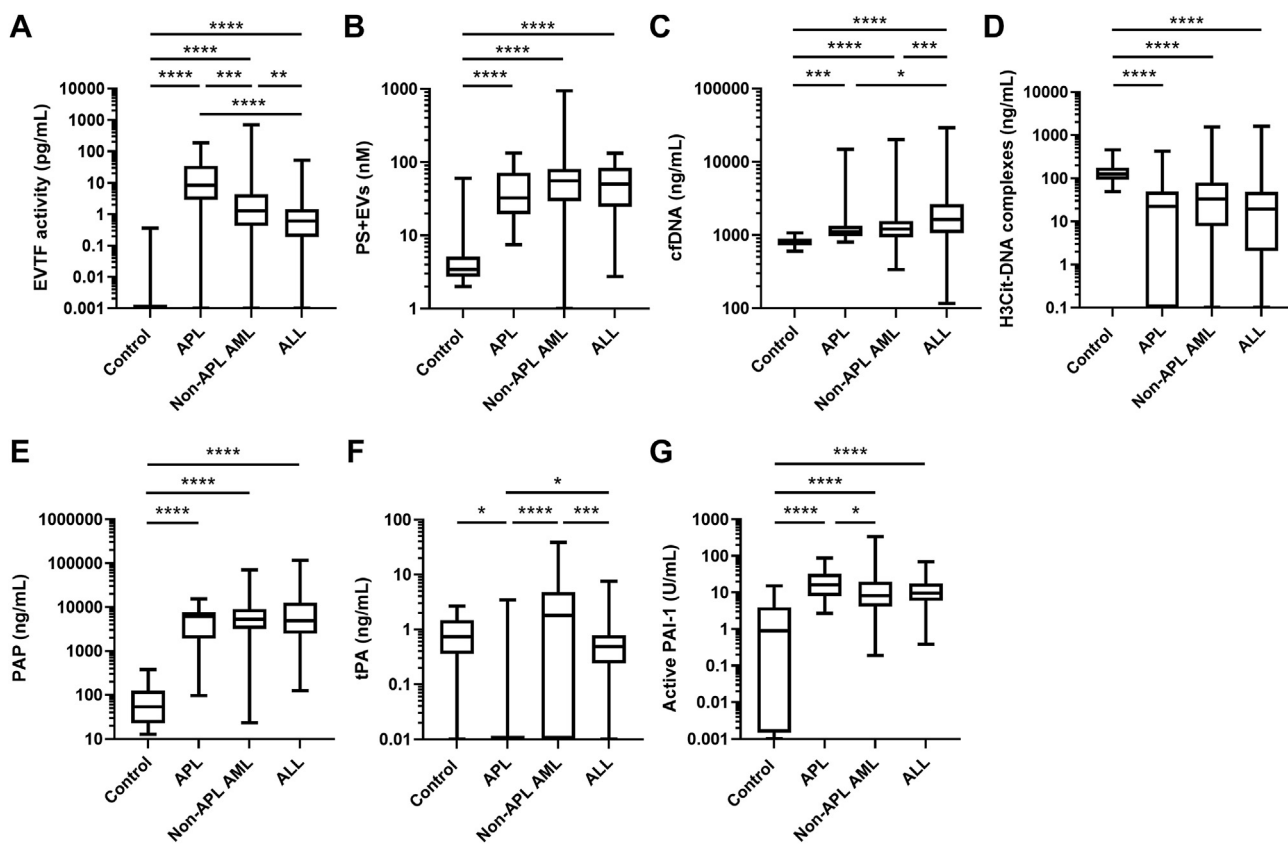 A
****
****
**** *** **
****
EVTF activity (pg/mL)
10000
1000
100
10
1
0.1
0.01
0.001
Control
APL
Non-APL AML
ALL
B
****
****
****
PS+EVs (nM)
1000
100
10
1
Control
APL
Non-APL AML
ALL
C
****
**** ***
*** *
cfDNA (ng/mL)
100000
10000
1000
100
Control
APL
Non-APL AML
ALL
D
****
****
****
H3Cit-DNA complexes (ng/mL)
10000
1000
100
10
1
0.1
Control
APL
Non-APL AML
ALL
E
****
****
****
PAP (ng/mL)
1000000
100000
10000
1000
100
10
Control
APL
Non-APL AML
ALL
F
*
* **** ***
tPA (ng/mL)
100
10
1
0.1
0.01
Control
APL
Non-APL AML
ALL
G
****
****
**** *
Active PAI-1 (U/mL)
1000
100
10
1
0.1
0.01
0.001
Control
APL
Non-APL AML
ALL